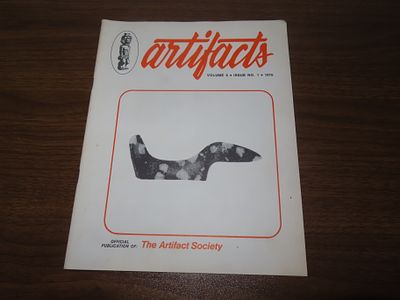 artifacts
VOLUME 6 • ISSUE NO. 1 • 1976
OFFICIAL
PUBLICATION OF: The Artifact Society